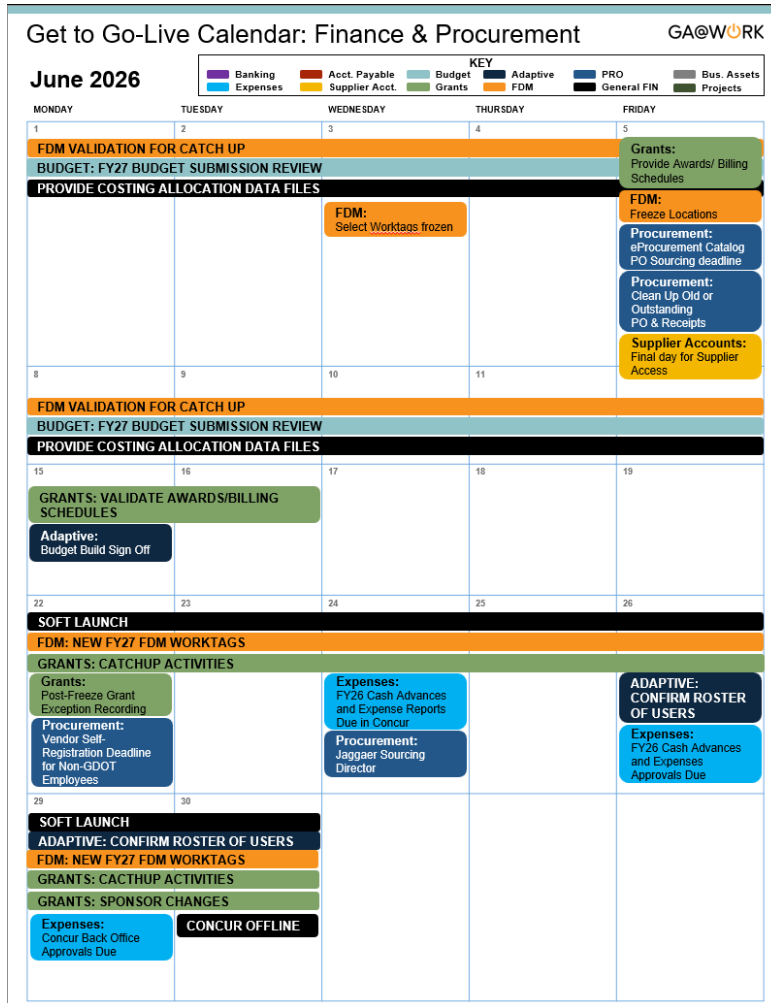 Get to Go-Live Calendar: Finance & Procurement
GA@WORK
June 2026
KEY
Banking
Acct. Payable
Budget
Adaptive
PRO
Bus. Assets
Expenses
Supplier Acct.
Grants
FDM
General FIN
Projects
MONDAY
TUESDAY
WEDNESDAY
THURSDAY
FRIDAY
1
2
3
4
5
FDM VALIDATION FOR CATCH UP
BUDGET: FY27 BUDGET SUBMISSION REVIEW
PROVIDE COSTING ALLOCATION DATA FILES
FDM:
Select Worktags frozen
Grants:
Provide Awards/ Billing
Schedules
FDM:
Freeze Locations
Procurement:
eProcurement Catalog
PO Sourcing deadline
Procurement:
Clean Up Old or
Outstanding
PO & Receipts
Supplier Accounts:
Final day for Supplier
Access
8
9
10
11
FDM VALIDATION FOR CATCH UP
BUDGET: FY27 BUDGET SUBMISSION REVIEW
PROVIDE COSTING ALLOCATION DATA FILES
15
16
17
18
19
GRANTS: VALIDATE AWARDS/BILLING
SCHEDULES
Adaptive:
Budget Build Sign Off
22
23
24
25
26
SOFT LAUNCH
FDM: NEW FY27 FDM WORKTAGS
GRANTS: CATCHUP ACTIVITIES
Grants:
Post-Freeze Grant
Exception Recording
Procurement:
Vendor Self-
Registration Deadline
for Non-GDOT
Employees
Expenses:
FY26 Cash Advances
and Expense Reports
Due in Concur
Procurement:
Jaggaer Sourcing
Director
ADAPTIVE:
CONFIRM ROSTER
OF USERS
Expenses:
FY26 Cash Advances
and Expenses
Approvals Due
29
30
SOFT LAUNCH
ADAPTIVE: CONFIRM ROSTER OF USERS
FDM: NEW FY27 FDM WORKTAGS
GRANTS: CACTHUP ACTIVITIES
GRANTS: SPONSOR CHANGES
Expenses:
Concur Back Office
Approvals Due
CONCUR OFFLINE